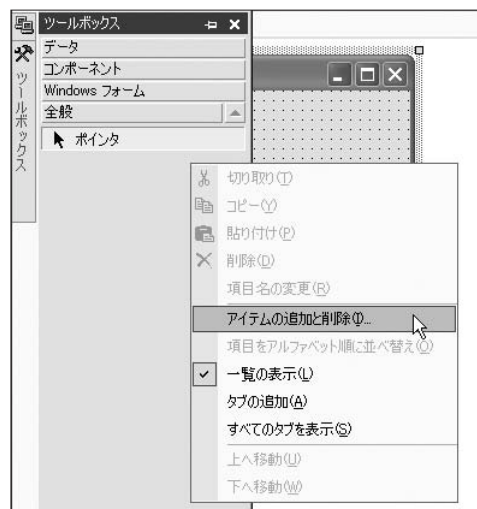 ツールボックス
データ
コンポーネント
Windows フォーム
全般
ポインタ
ツールボックス
切り取り(T)
コピー(Y)
貼り付け(P)
削除(D)
項目名の変更(R)
アイテムの追加と削除(I)...
項目をアルファベット順に並べ替え(O)
一覧の表示(L)
タブの追加(A)
すべてのタブを表示(S)
上へ移動(U)
下へ移動(W)